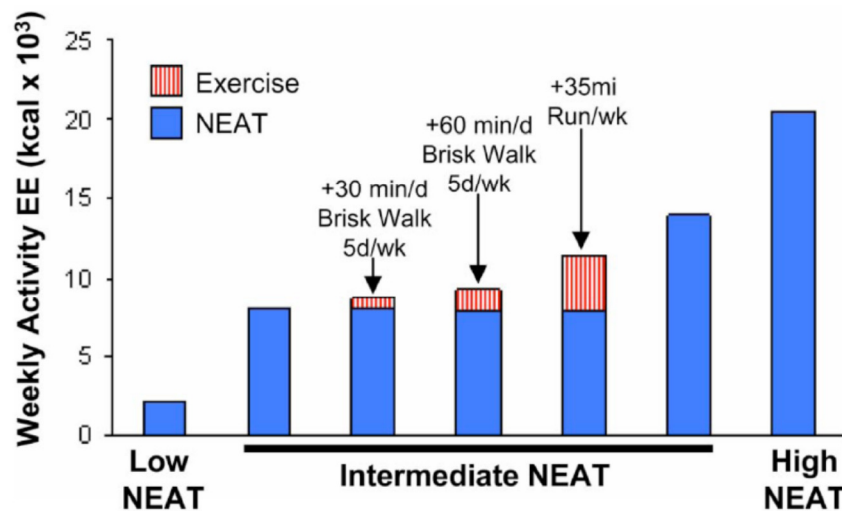 Weekly Activity EE (kcal x 10³)
25
20
15
10
5
0
Exercise
NEAT
+30 min/d
Brisk Walk
5d/wk
+60 min/d
Brisk Walk
5d/wk
+35mi
Run/wk
Low
NEAT
Intermediate NEAT
High
NEAT